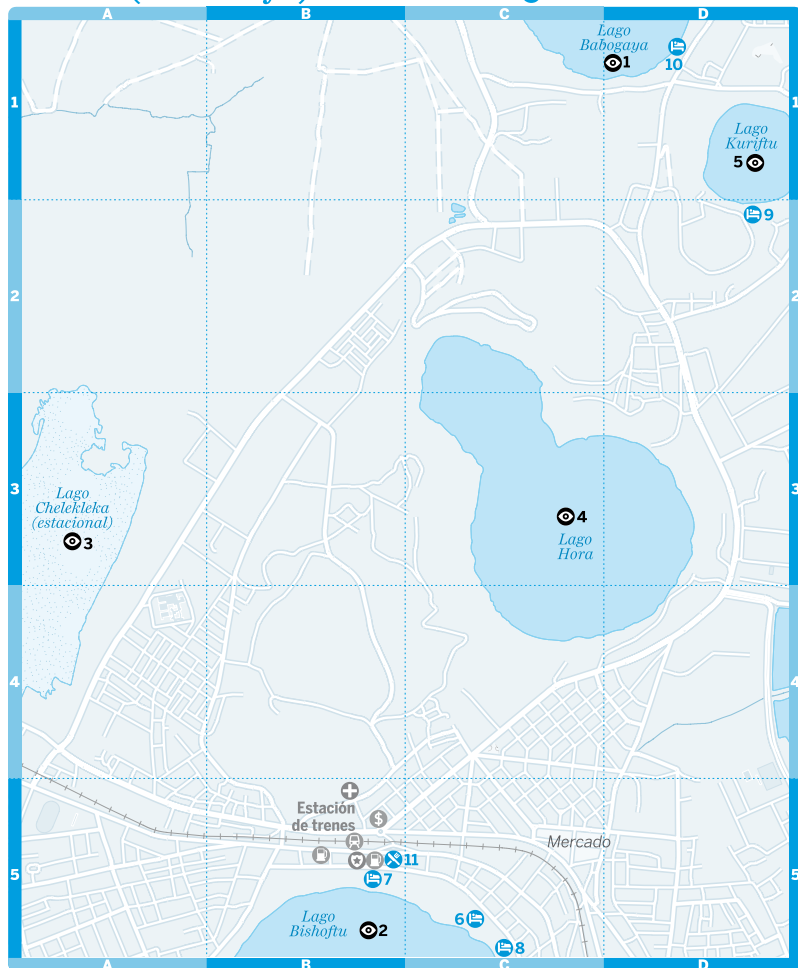 A
B
C
D
Lago
Babogaya
1
10
1
1
Lago
Kuriftu
5
9
2
2
3
3
Lago
Chelekleka
(estacional)
3
4
Lago
Hora
4
4
Estación
de trenes
$
Mercado
11
5
5
7
Lago
Bishoftu
2
6
8
A
B
C
D